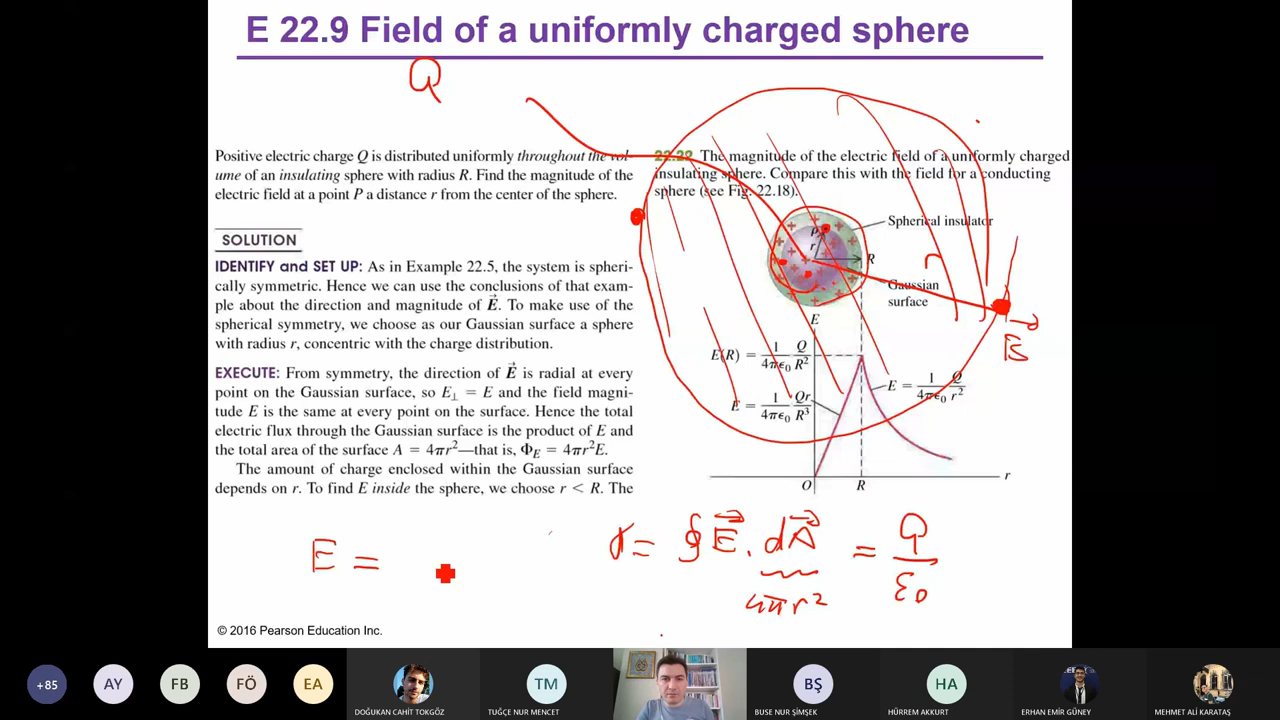 E 22.9 Field of a uniformly charged sphere
Q
Positive electric charge Q is distributed uniformly throughout the vol-
ume of an insulating sphere with radius R. Find the magnitude of the
electric field at a point P a distance r from the center of the sphere.
SOLUTION
IDENTIFY and SET UP: As in Example 22.5, the system is spheri-
cally symmetric. Hence we can use the conclusions of that exam-
ple about the direction and magnitude of E⃗. To make use of the
spherical symmetry, we choose as our Gaussian surface a sphere
with radius r, concentric with the charge distribution.
EXECUTE: From symmetry, the direction of E⃗ is radial at every
point on the Gaussian surface, so E⊥ = E and the field magni-
tude E is the same at every point on the surface. Hence the total
electric flux through the Gaussian surface is the product of E and
the total area of the surface A = 4πr²—that is, Φ_E = 4πr²E.
The amount of charge enclosed within the Gaussian surface
depends on r. To find E inside the sphere, we choose r < R. The
22.22 The magnitude of the electric field of a uniformly charged
insulating sphere. Compare this with the field for a conducting
sphere (see Fig. 22.18).
Spherical insulator
P
r
R
Gaussian
surface
r
E⃗
E
E(R) = 1/4πϵ0 Q/R²
E = 1/4πϵ0 Qr/R³
E = 1/4πϵ0 Q/r²
O
R
r
E =
= ∮ E⃗ . dA⃗ = Q/ε0
4πr²
© 2016 Pearson Education Inc.
+85
AY
FB
FÖ
EA
DOĞUKAN CAHİT TOKGÖZ
TM
TUĞÇE NUR MENCET
BŞ
BUSE NUR ŞİMŞEK
HA
HÜRREM AKKURT
ERHAN EMİR GÜNEY
MEHMET ALİ KARATAŞ